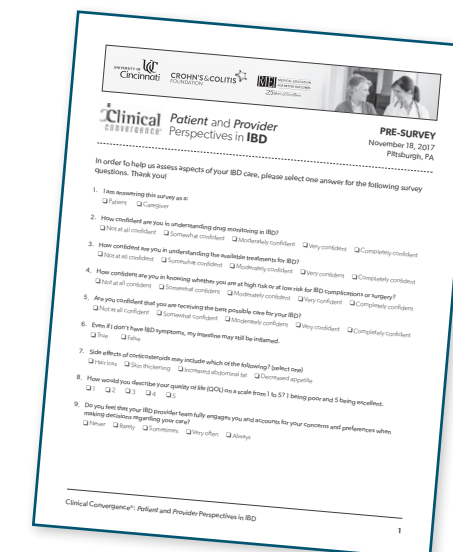 UNIVERSITY OF
Cincinnati
CROHN'S & COLITIS
FOUNDATION
MEDICAL EDUCATION
FOR BETTER OUTCOMES
25 Years of Excellence
Clinical
CONVERGENCE
Patient and Provider
Perspectives in IBD
PRE-SURVEY
November 18, 2017
Pittsburgh, PA
In order to help us assess aspects of your IBD care, please select one answer for the following survey
questions. Thank you!
1. I am answering this survey as a:
❑ Patient ❑ Caregiver
2. How confident are you in understanding drug monitoring in IBD?
❑ Not at all confident ❑ Somewhat confident ❑ Moderately confident ❑ Very confident ❑ Completely confident
3. How confident are you in understanding the available treatments for IBD?
❑ Not at all confident ❑ Somewhat confident ❑ Moderately confident ❑ Very confident ❑ Completely confident
4. How confident are you in knowing whether you are at high risk or at low risk for IBD complications or surgery?
❑ Not at all confident ❑ Somewhat confident ❑ Moderately confident ❑ Very confident ❑ Completely confident
5. Are you confident that you are receiving the best possible care for your IBD?
❑ Not at all confident ❑ Somewhat confident ❑ Moderately confident ❑ Very confident ❑ Completely confident
6. Even if I don't have IBD symptoms, my intestine may still be inflamed.
❑ True ❑ False
7. Side effects of corticosteroids may include which of the following? (select one)
❑ Hair loss ❑ Skin thickening ❑ Increased abdominal fat ❑ Decreased appetite
8. How would you describe your quality of life (QOL) on a scale from 1 to 5? 1 being poor and 5 being excellent.
❑ 1 ❑ 2 ❑ 3 ❑ 4 ❑ 5
9. Do you feel that your IBD provider team fully engages you and accounts for your concerns and preferences when
making decisions regarding your care?
❑ Never ❑ Rarely ❑ Sometimes ❑ Very often ❑ Always
Clinical Convergence®: Patient and Provider Perspectives in IBD
1